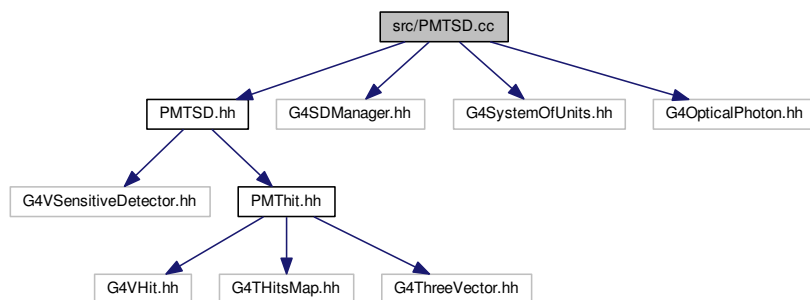 src/PMTSD.cc
PMTSD.hh
G4SDManager.hh
G4SystemOfUnits.hh
G4OpticalPhoton.hh
G4VSensitiveDetector.hh
PMThit.hh
G4VHit.hh
G4THitsMap.hh
G4ThreeVector.hh